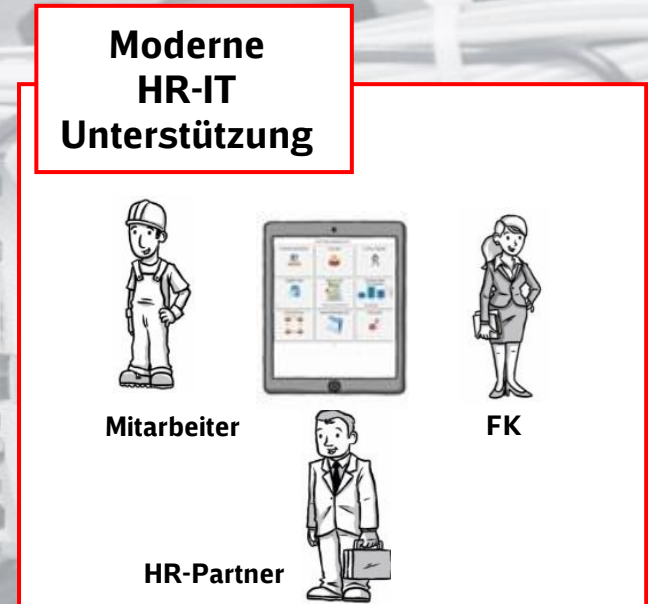 Moderne
HR-IT
Unterstützung
Mitarbeiter
FK
HR-Partner